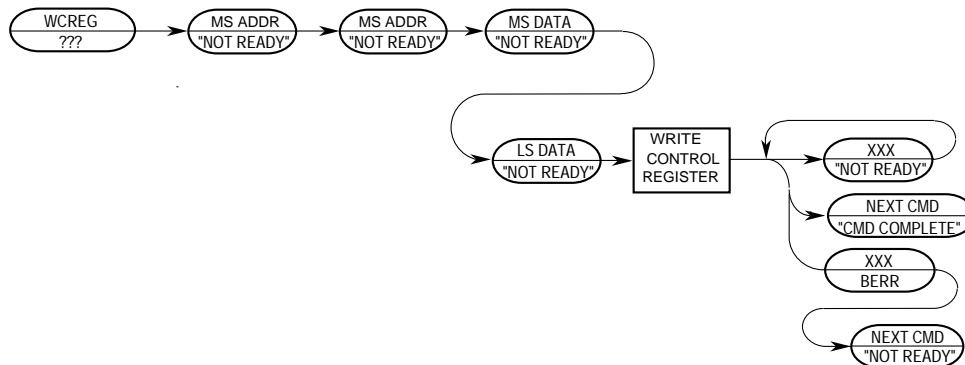 WCREG
???
MS ADDR
"NOT READY"
MS ADDR
"NOT READY"
MS DATA
"NOT READY"
LS DATA
"NOT READY"
WRITE
CONTROL
REGISTER
XXX
"NOT READY"
NEXT CMD
"CMD COMPLETE"
XXX
BERR
NEXT CMD
"NOT READY"